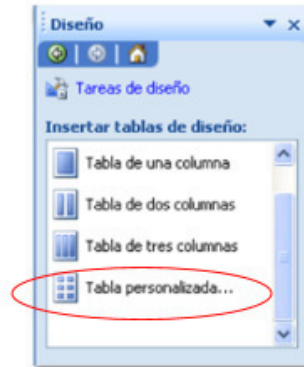 Diseño
Tareas de diseño
Insertar tablas de diseño:
Tabla de una columna
Tabla de dos columnas
Tabla de tres columnas
Tabla personalizada...